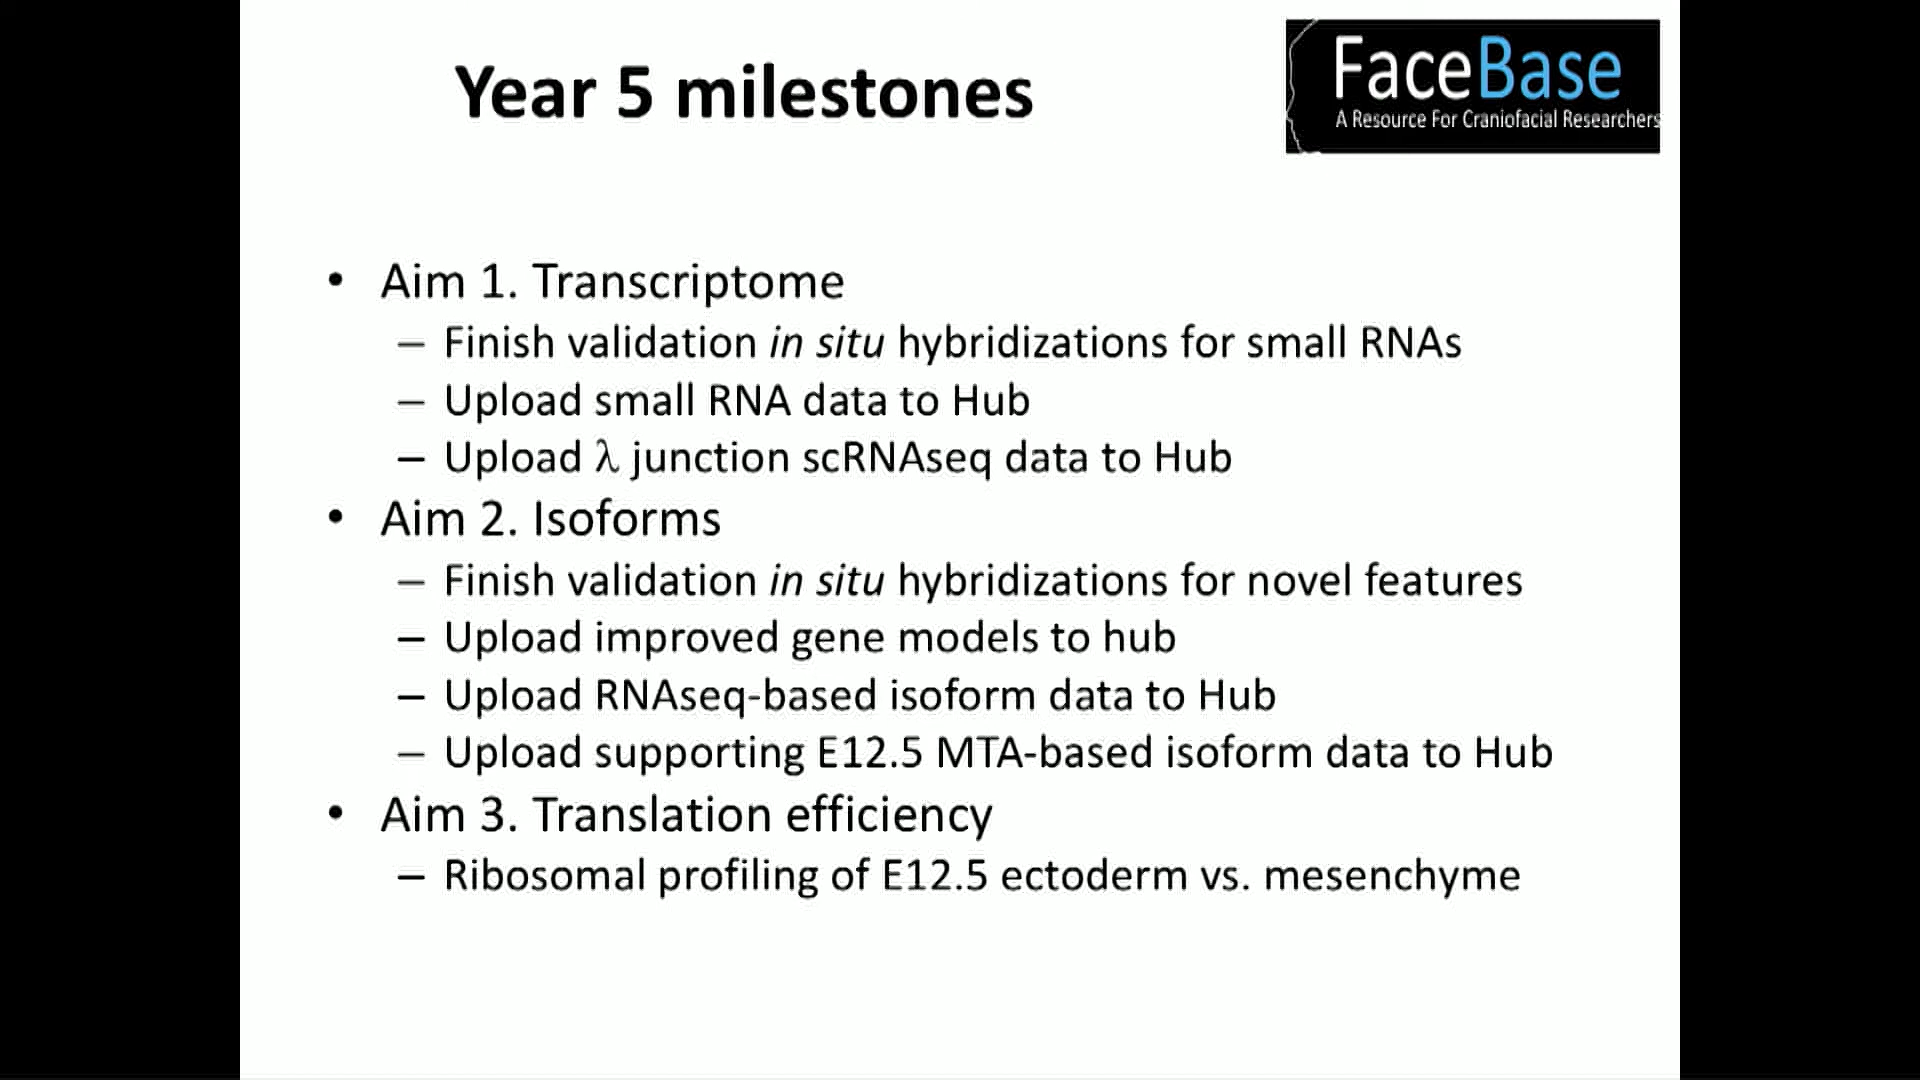 Year 5 milestones
FaceBase
A Resource For Craniofacial Researchers
• Aim 1. Transcriptome
– Finish validation in situ hybridizations for small RNAs
– Upload small RNA data to Hub
– Upload λ junction scRNAseq data to Hub
• Aim 2. Isoforms
– Finish validation in situ hybridizations for novel features
– Upload improved gene models to hub
– Upload RNAseq-based isoform data to Hub
– Upload supporting E12.5 MTA-based isoform data to Hub
• Aim 3. Translation efficiency
– Ribosomal profiling of E12.5 ectoderm vs. mesenchyme